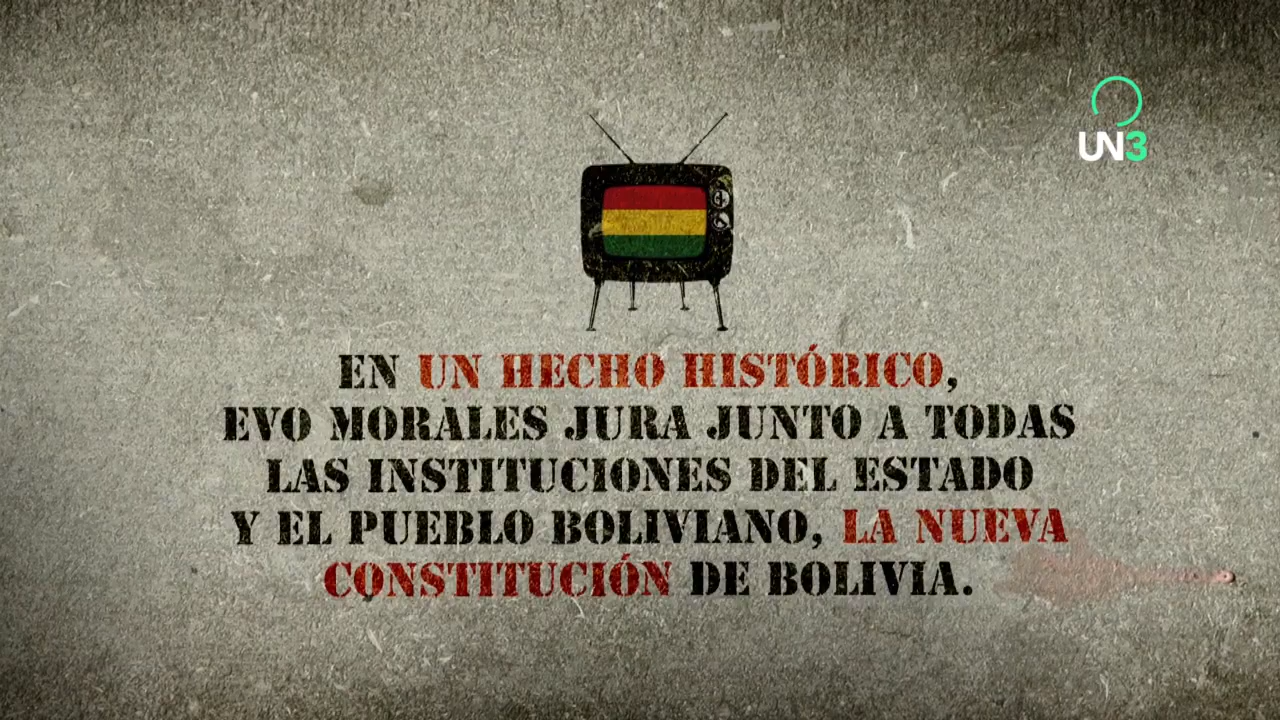 UN3
EN UN HECHO HISTÓRICO,
EVO MORALES JURA JUNTO A TODAS
LAS INSTITUCIONES DEL ESTADO
Y EL PUEBLO BOLIVIANO, LA NUEVA
CONSTITUCIÓN DE BOLIVIA.